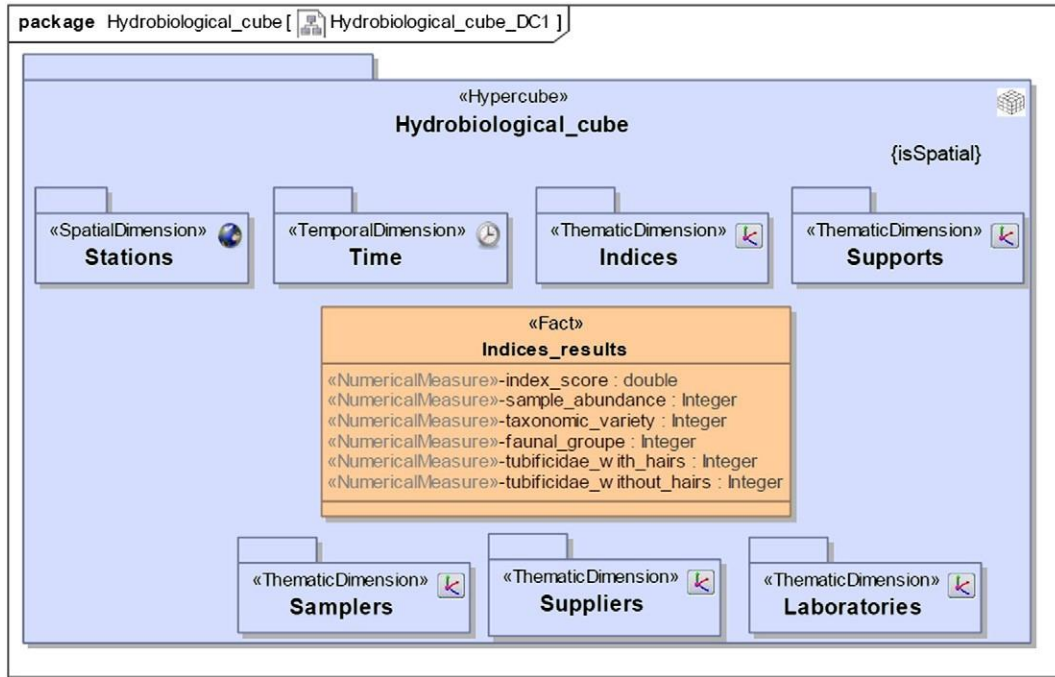 package Hydrobiological_cube [ Hydrobiological_cube_DC1 ]
«Hypercube»
Hydrobiological_cube
{isSpatial}
«SpatialDimension»
Stations
«TemporalDimension»
Time
«ThematicDimension»
Indices
«ThematicDimension»
Supports
«Fact»
Indices_results
«NumericalMeasure»-index_score : double
«NumericalMeasure»-sample_abundance : Integer
«NumericalMeasure»-taxonomic_variety : Integer
«NumericalMeasure»-faunal_groupe : Integer
«NumericalMeasure»-tubificidae_with_hairs : Integer
«NumericalMeasure»-tubificidae_without_hairs : Integer
«ThematicDimension»
Samplers
«ThematicDimension»
Suppliers
«ThematicDimension»
Laboratories